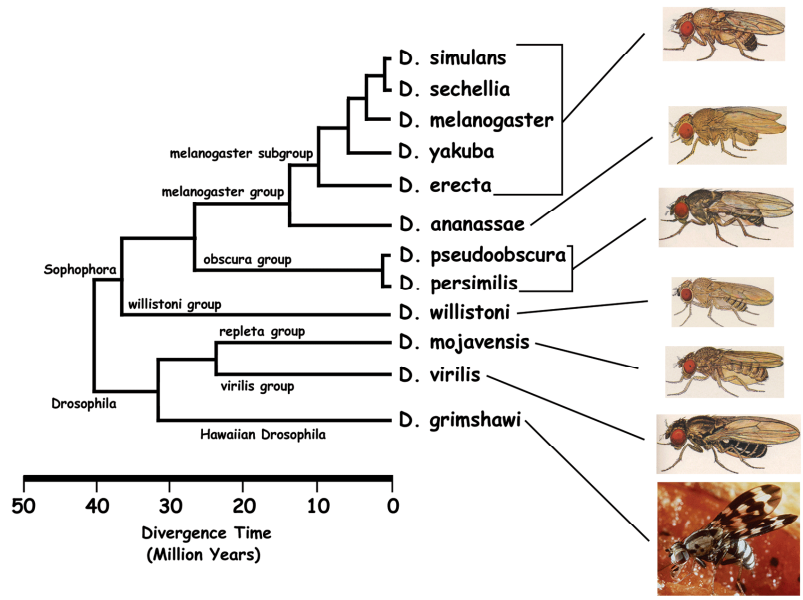 D. simulans
D. sechellia
D. melanogaster
melanogaster subgroup
D. yakuba
D. erecta
melanogaster group
D. ananassae
D. pseudoobscura
obscura group
Sophophora
D. persimilis
willistoni group
D. willistoni
repleta group
D. mojavensis
D. virilis
virilis group
Drosophila
D. grimshawi
Hawaiian Drosophila
50 40 30 20 10 0
Divergence Time
(Million Years)